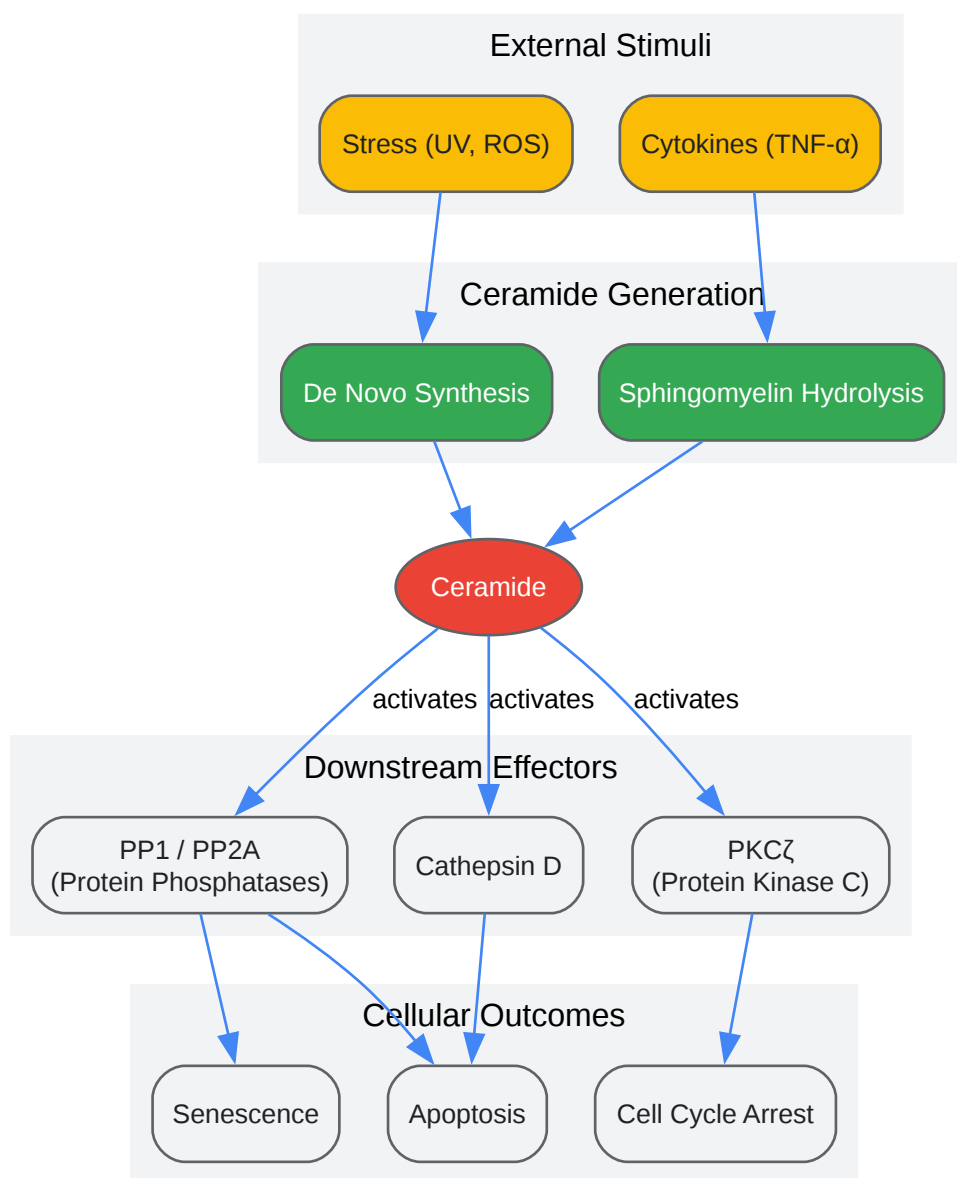 External Stimuli
Stress (UV, ROS)
Cytokines (TNF-α)
Ceramide Generation
De Novo Synthesis
Sphingomyelin Hydrolysis
Ceramide
activates
activates
activates
Downstream Effectors
PP1 / PP2A
(Protein Phosphatases)
Cathepsin D
PKCζ
(Protein Kinase C)
Cellular Outcomes
Senescence
Apoptosis
Cell Cycle Arrest